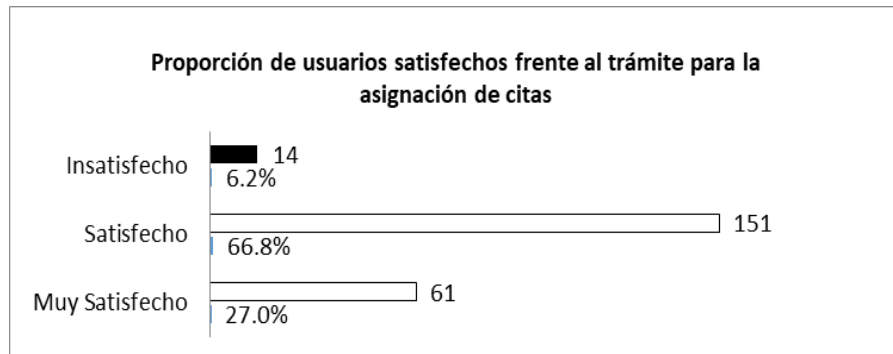 Proporción de usuarios satisfechos frente al trámite para la
asignación de citas
Insatisfecho
14
6.2%
Satisfecho
151
66.8%
Muy Satisfecho
61
27.0%